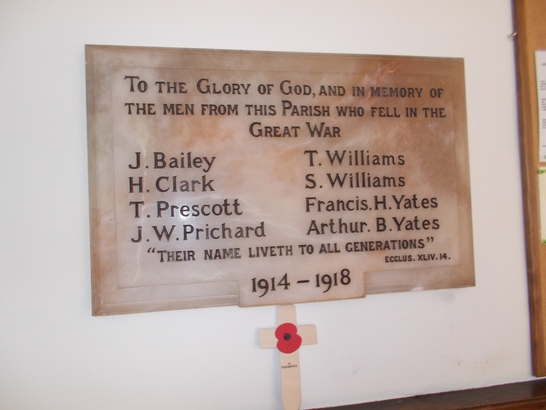 To the Glory of God, and in memory of
the men from this Parish who fell in the
Great War
J. Bailey T. Williams
H. Clark S. Williams
T. Prescott Francis. H. Yates
J. W. Prichard Arthur. B. Yates
"Their name liveth to all generations"
Ecclus. XLIV. 14.
1914 – 1918